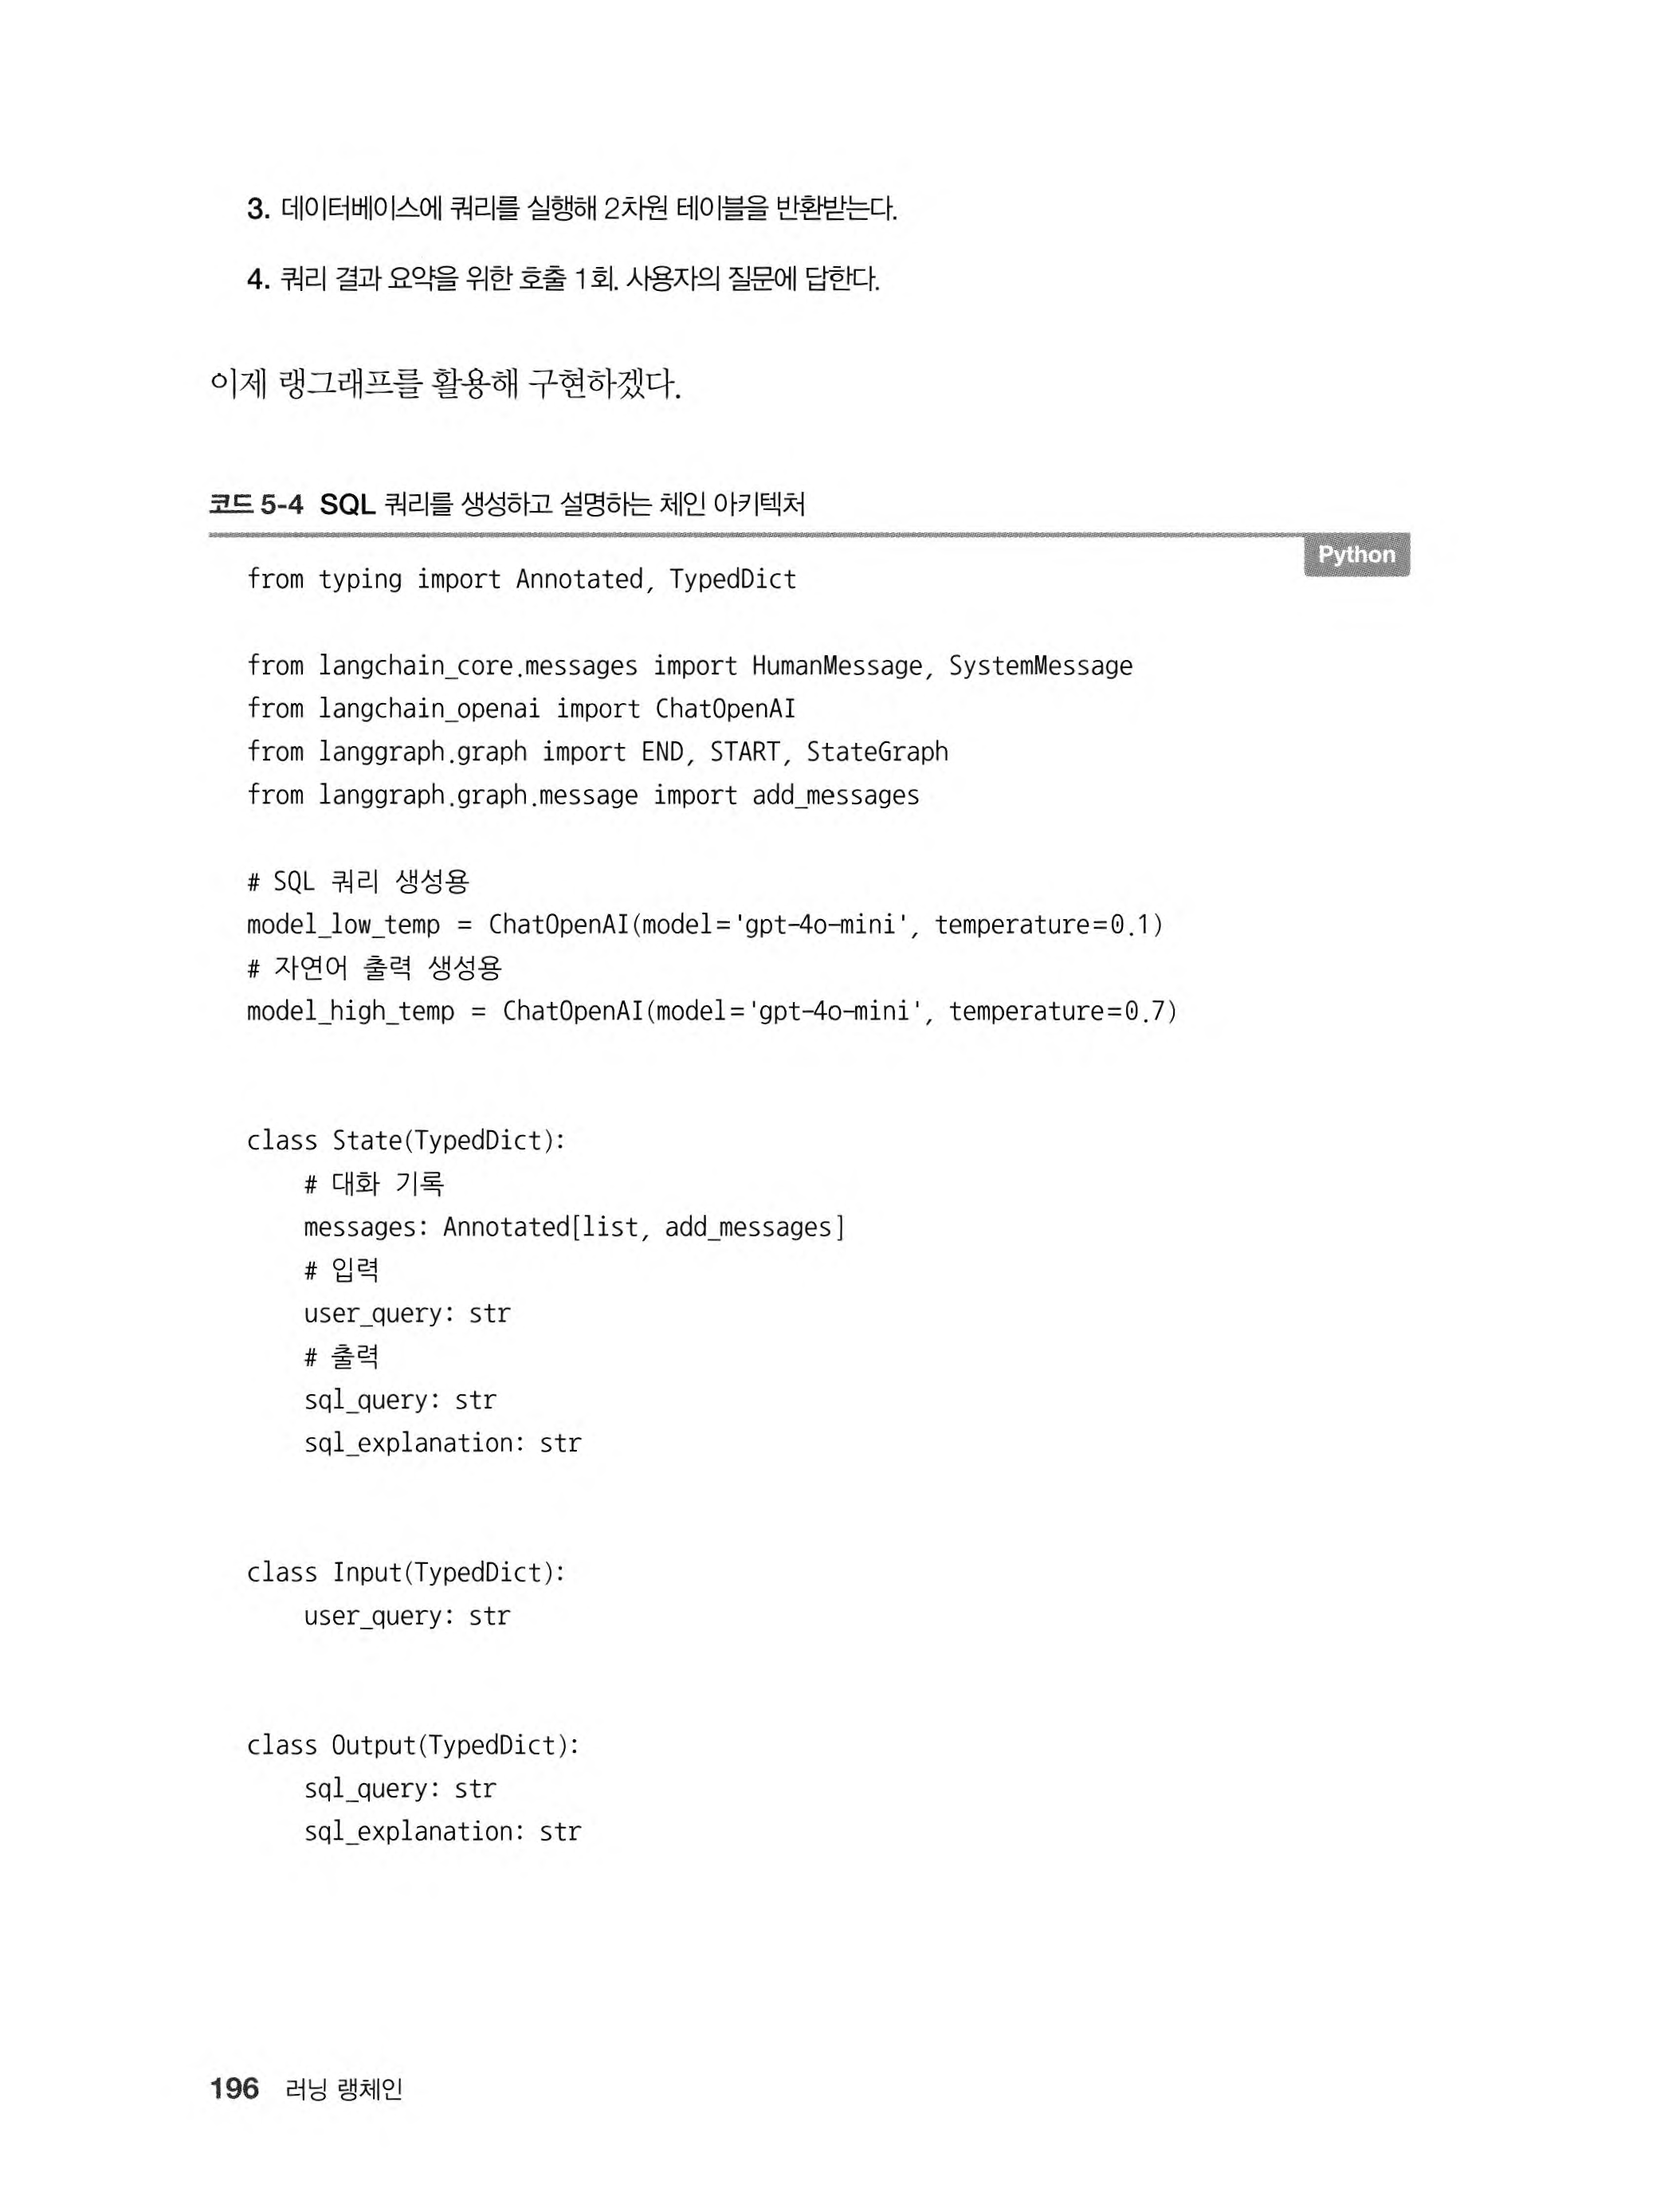 3. 데이터베이스에 쿼리를 실행해 2차원 테이블을 반환받는다.
4. 쿼리 결과 요약을 위한 호출 1회. 사용자의 질문에 답한다.
이제 랭그래프를 활용해 구현하겠다.
코드 5-4 SQL 쿼리를 생성하고 설명하는 체인 아키텍처
Python
from typing import Annotated, TypedDict
from langchain_core.messages import HumanMessage, SystemMessage
from langchain_openai import ChatOpenAI
from langgraph.graph import END, START, StateGraph
from langgraph.graph.message import add_messages
# SQL 쿼리 생성용
model_low_temp = ChatOpenAI(model='gpt-4o-mini', temperature=0.1)
# 자연어 출력 생성용
model_high_temp = ChatOpenAI(model='gpt-4o-mini', temperature=0.7)
class State(TypedDict):
    # 대화 기록
    messages: Annotated[list, add_messages]
    # 입력
    user_query: str
    # 출력
    sql_query: str
    sql_explanation: str
class Input(TypedDict):
    user_query: str
class Output(TypedDict):
    sql_query: str
    sql_explanation: str
196 러닝 랭체인